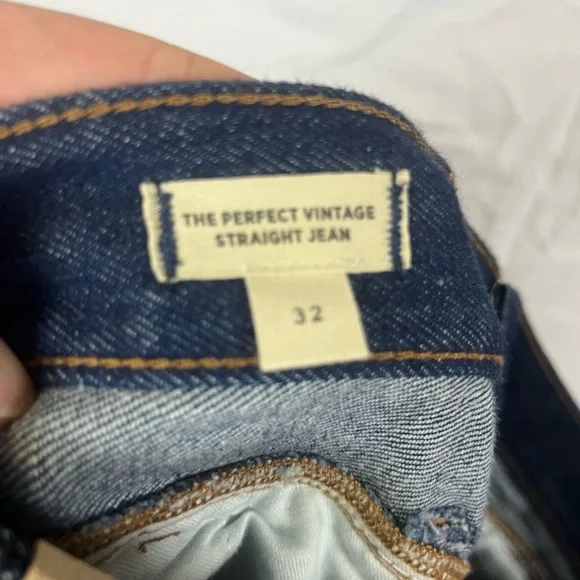 THE PERFECT VINTAGE
STRAIGHT JEAN
32